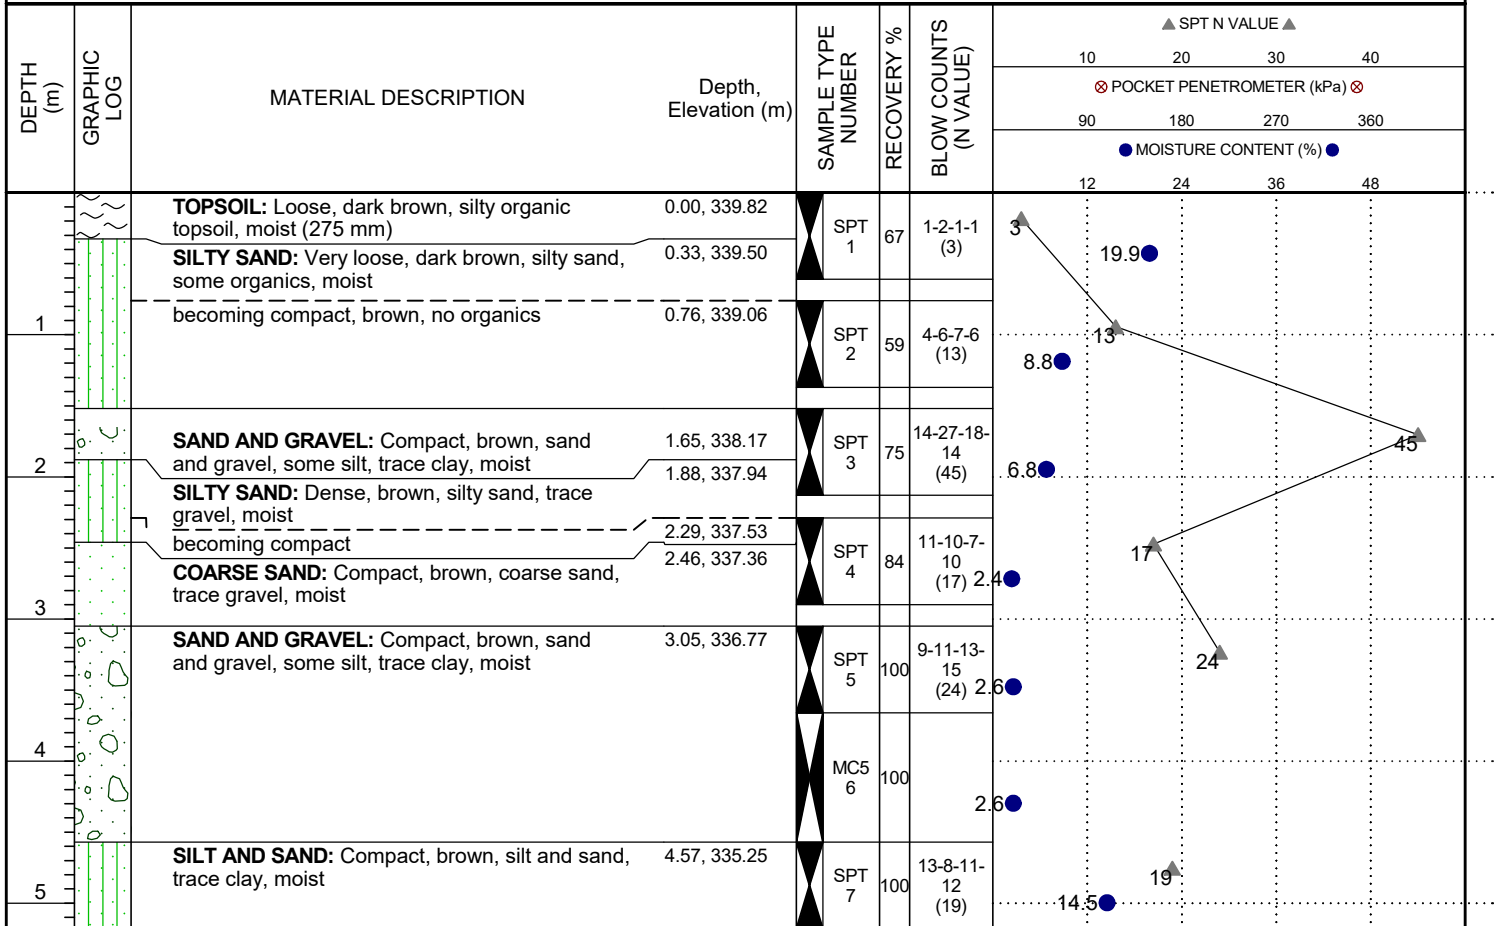 DEPTH
(m)
GRAPHIC
LOG
MATERIAL DESCRIPTION
Depth,
Elevation (m)
SAMPLE TYPE
NUMBER
RECOVERY %
BLOW COUNTS
(N VALUE)
SPT N VALUE
10 20 30 40
POCKET PENETROMETER (kPa)
90 180 270 360
MOISTURE CONTENT (%)
12 24 36 48
TOPSOIL: Loose, dark brown, silty organic
topsoil, moist (275 mm)
0.00, 339.82
SPT
1
67
1-2-1-1
(3)
3
19.9
SILTY SAND: Very loose, dark brown, silty sand,
some organics, moist
0.33, 339.50
becoming compact, brown, no organics
0.76, 339.06
1
SPT
2
59
4-6-7-6
(13)
13
8.8
SAND AND GRAVEL: Compact, brown, sand
and gravel, some silt, trace clay, moist
1.65, 338.17
SPT
3
75
14-27-18-
14
(45)
45
6.8
2
1.88, 337.94
SILTY SAND: Dense, brown, silty sand, trace
gravel, moist
becoming compact
2.29, 337.53
2.46, 337.36
SPT
4
84
11-10-7-
10
(17)
17
2.4
COARSE SAND: Compact, brown, coarse sand,
trace gravel, moist
3
SAND AND GRAVEL: Compact, brown, sand
and gravel, some silt, trace clay, moist
3.05, 336.77
SPT
5
100
9-11-13-
15
(24)
24
2.6
4
MC5
6
100
2.6
SILT AND SAND: Compact, brown, silt and sand,
trace clay, moist
4.57, 335.25
SPT
7
100
13-8-11-
12
(19)
19
14.5
5